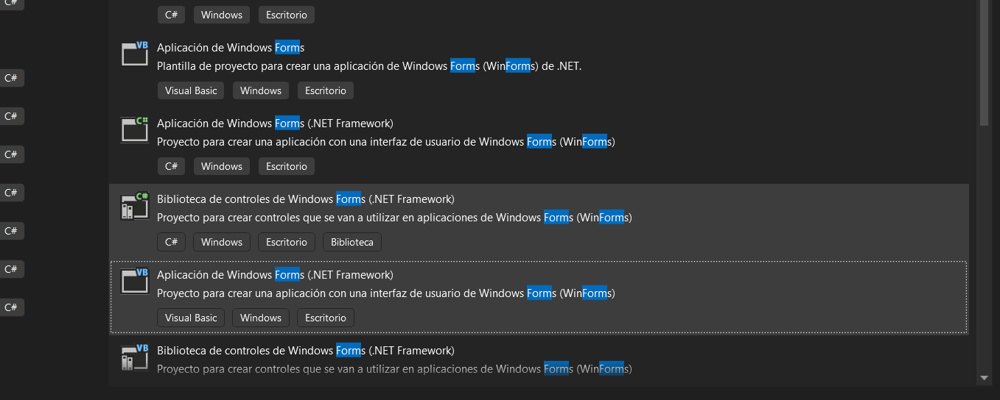 C#
C# Windows Escritorio
VB
Aplicación de Windows Forms
Plantilla de proyecto para crear una aplicación de Windows Forms (WinForms) de .NET.
C#
Visual Basic Windows Escritorio
C#
C#
Aplicación de Windows Forms (.NET Framework)
Proyecto para crear una aplicación con una interfaz de usuario de Windows Forms (WinForms)
C#
C# Windows Escritorio
C#
C#
Biblioteca de controles de Windows Forms (.NET Framework)
Proyecto para crear controles que se van a utilizar en aplicaciones de Windows Forms (WinForms)
C#
C# Windows Escritorio Biblioteca
C#
VB
Aplicación de Windows Forms (.NET Framework)
Proyecto para crear una aplicación con una interfaz de usuario de Windows Forms (WinForms)
C#
Visual Basic Windows Escritorio
VB
Biblioteca de controles de Windows Forms (.NET Framework)
Proyecto para crear controles que se van a utilizar en aplicaciones de Windows Forms (WinForms)